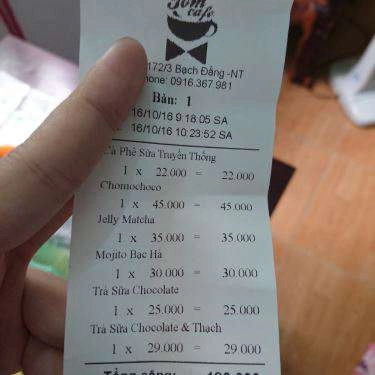 Tom
cafe
172/3 Bạch Đằng -NT
hone: 0916.367 981
Bàn: 1
16/10/16 9:18:05 SA
16/10/16 10:23:52 SA
Cà Phê Sữa Truyền Thống
1 x 22.000 = 22.000
Chomochoco
1 x 45.000 = 45.000
Jelly Matcha
1 x 35.000 = 35.000
Mojito Bạc Hà
1 x 30.000 = 30.000
Trà Sữa Chocolate
1 x 25.000 = 25.000
Trà Sữa Chocolate & Thạch
1 x 29.000 = 29.000
Tổng cộng: